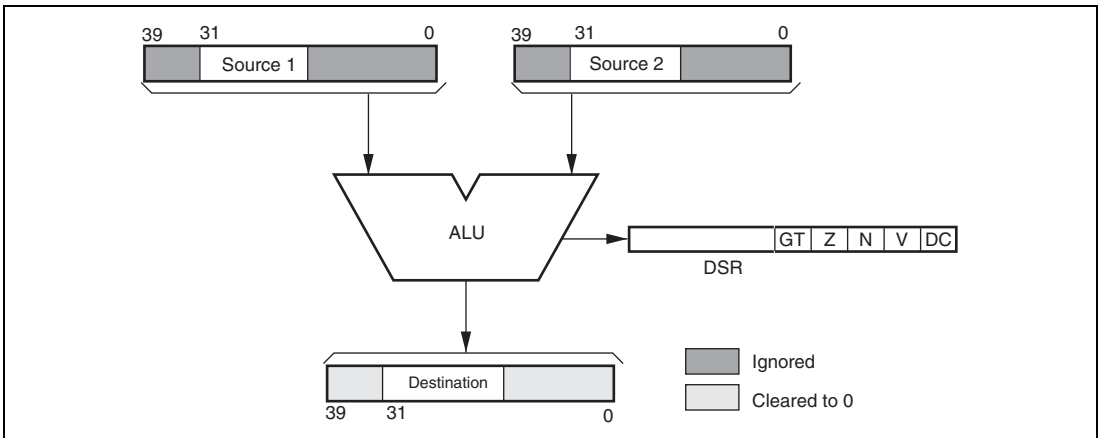 39 31 0
Source 1
39 31 0
Source 2
ALU
GT Z N V DC
DSR
Destination
39 31 0
Ignored
Cleared to 0